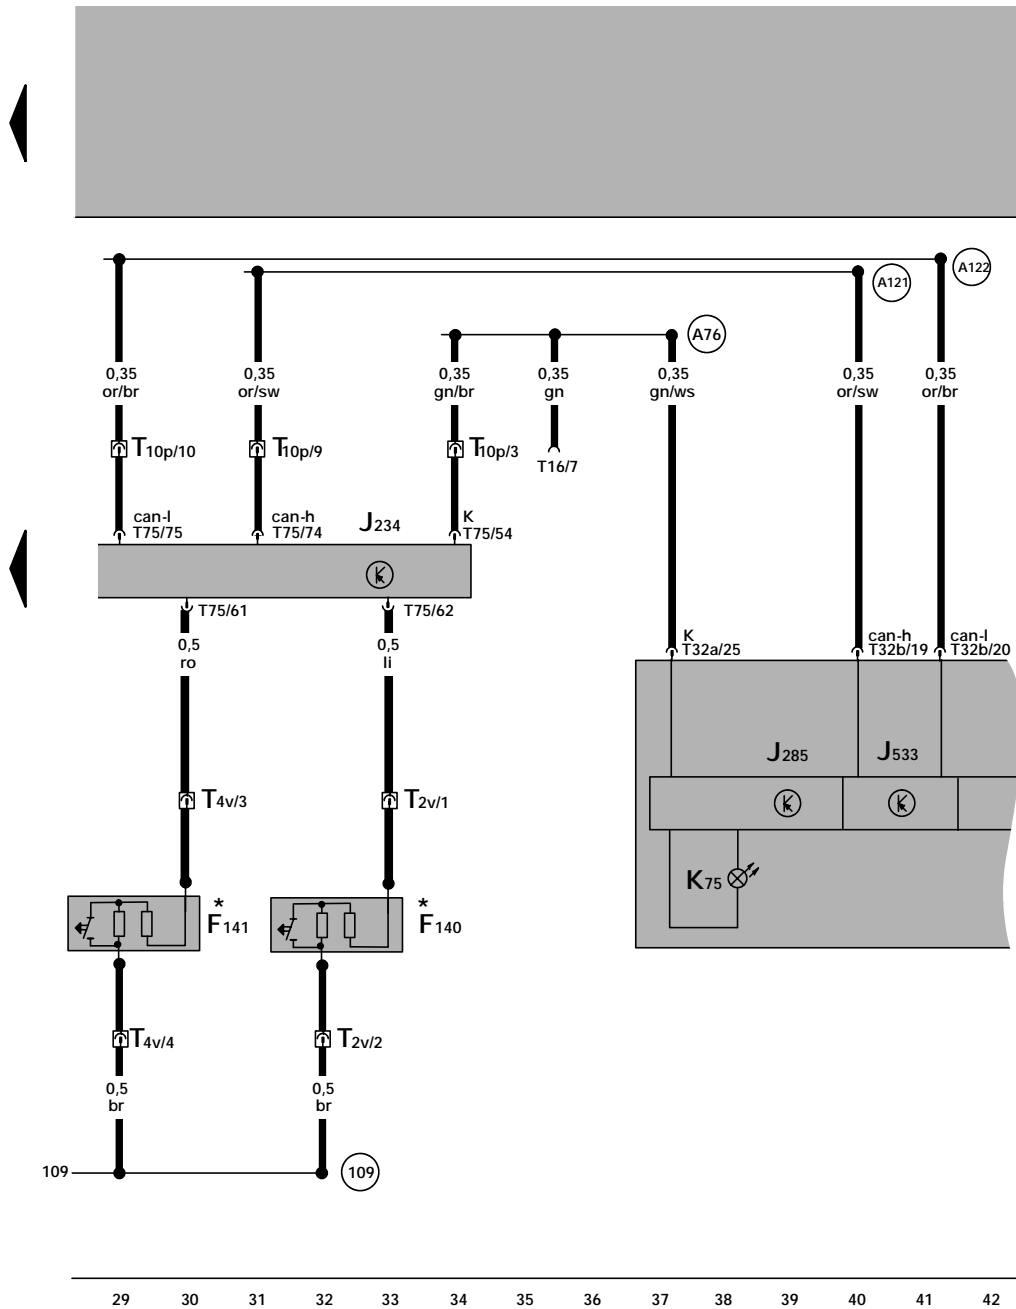 A122
A121
A76
0,35
or/br
0,35
or/sw
0,35
gn/br
0,35
gn
0,35
gn/ws
0,35
or/sw
0,35
or/br
T10p/10
T10p/9
T10p/3
T16/7
can-l
T75/75
can-h
T75/74
J234
K
T75/54
T75/61
T75/62
0,5
ro
0,5
li
K
T32a/25
can-h
T32b/19
can-l
T32b/20
J285
J533
T4v/3
T2v/1
K75
*
F141
*
F140
T4v/4
T2v/2
0,5
br
0,5
br
109
109
29 30 31 32 33 34 35 36 37 38 39 40 41 42